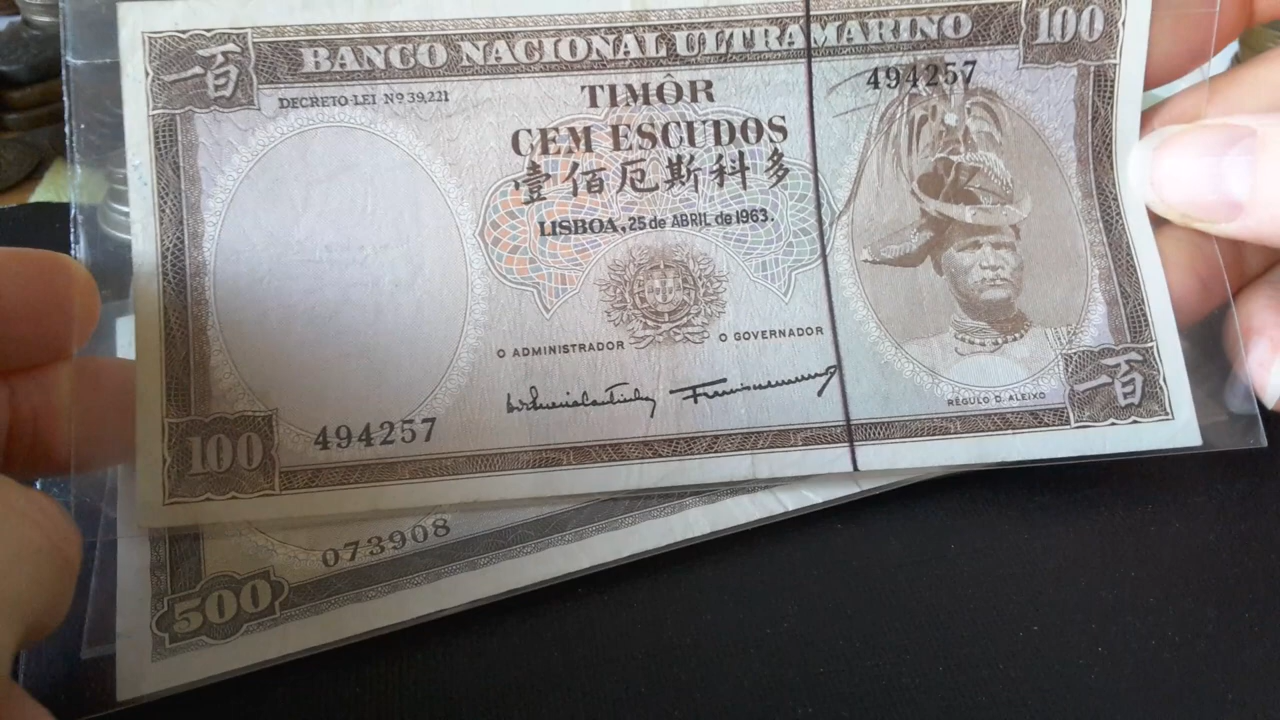 一百
BANCO NACIONAL ULTRAMARINO
100
DECRETO-LEI Nº 39,221
TIMÔR
494257
CEM ESCUDOS
壹佰厄斯科多
LISBOA, 25 de ABRIL de 1963.
O ADMINISTRADOR
O GOVERNADOR
RÉGULO D. ALEIXO
一百
100
494257
073908
500